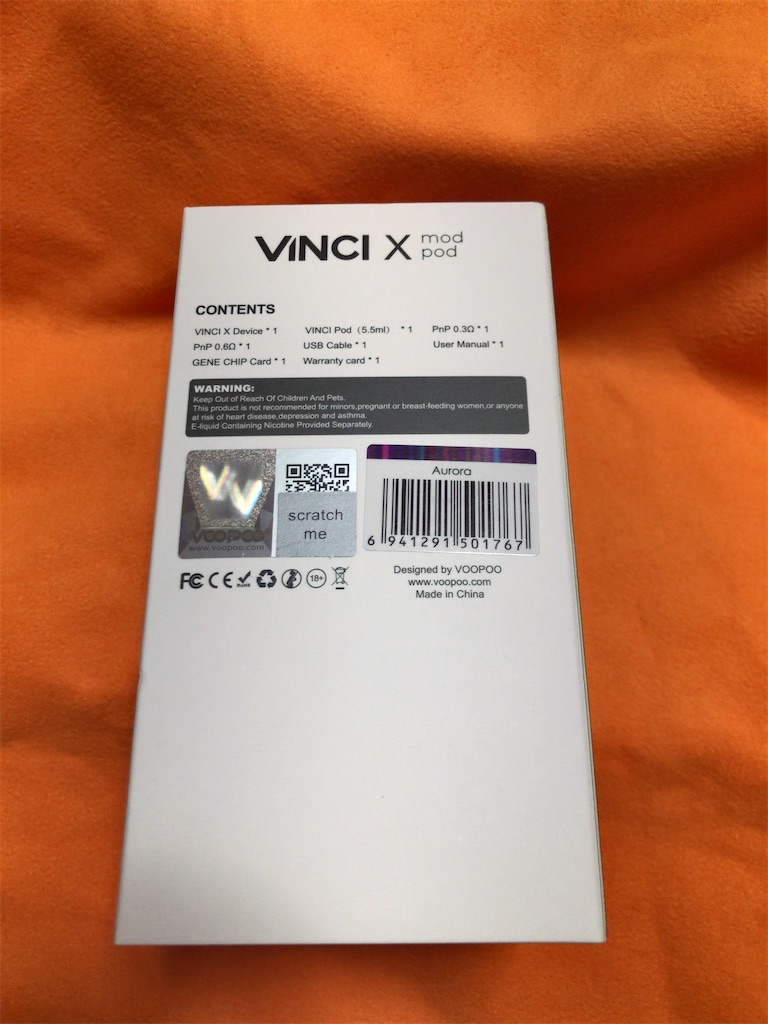 VINCI X mod pod
CONTENTS
VINCI X Device * 1 VINCI Pod（5.5ml） * 1 PnP 0.3Ω * 1
PnP 0.6Ω * 1 USB Cable * 1 User Manual * 1
GENE CHIP Card * 1 Warranty card * 1
WARNING:
Keep Out of Reach Of Children And Pets.
This product is not recommended for minors,pregnant or breast-feeding women,or anyone
at risk of heart disease,depression and asthma.
E-liquid Containing Nicotine Provided Separately.
VOOPOO
www.voopoo.com
scratch
me
Aurora
6 941291 501767
FC CE RoHS 18+
Designed by VOOPOO
www.voopoo.com
Made in China